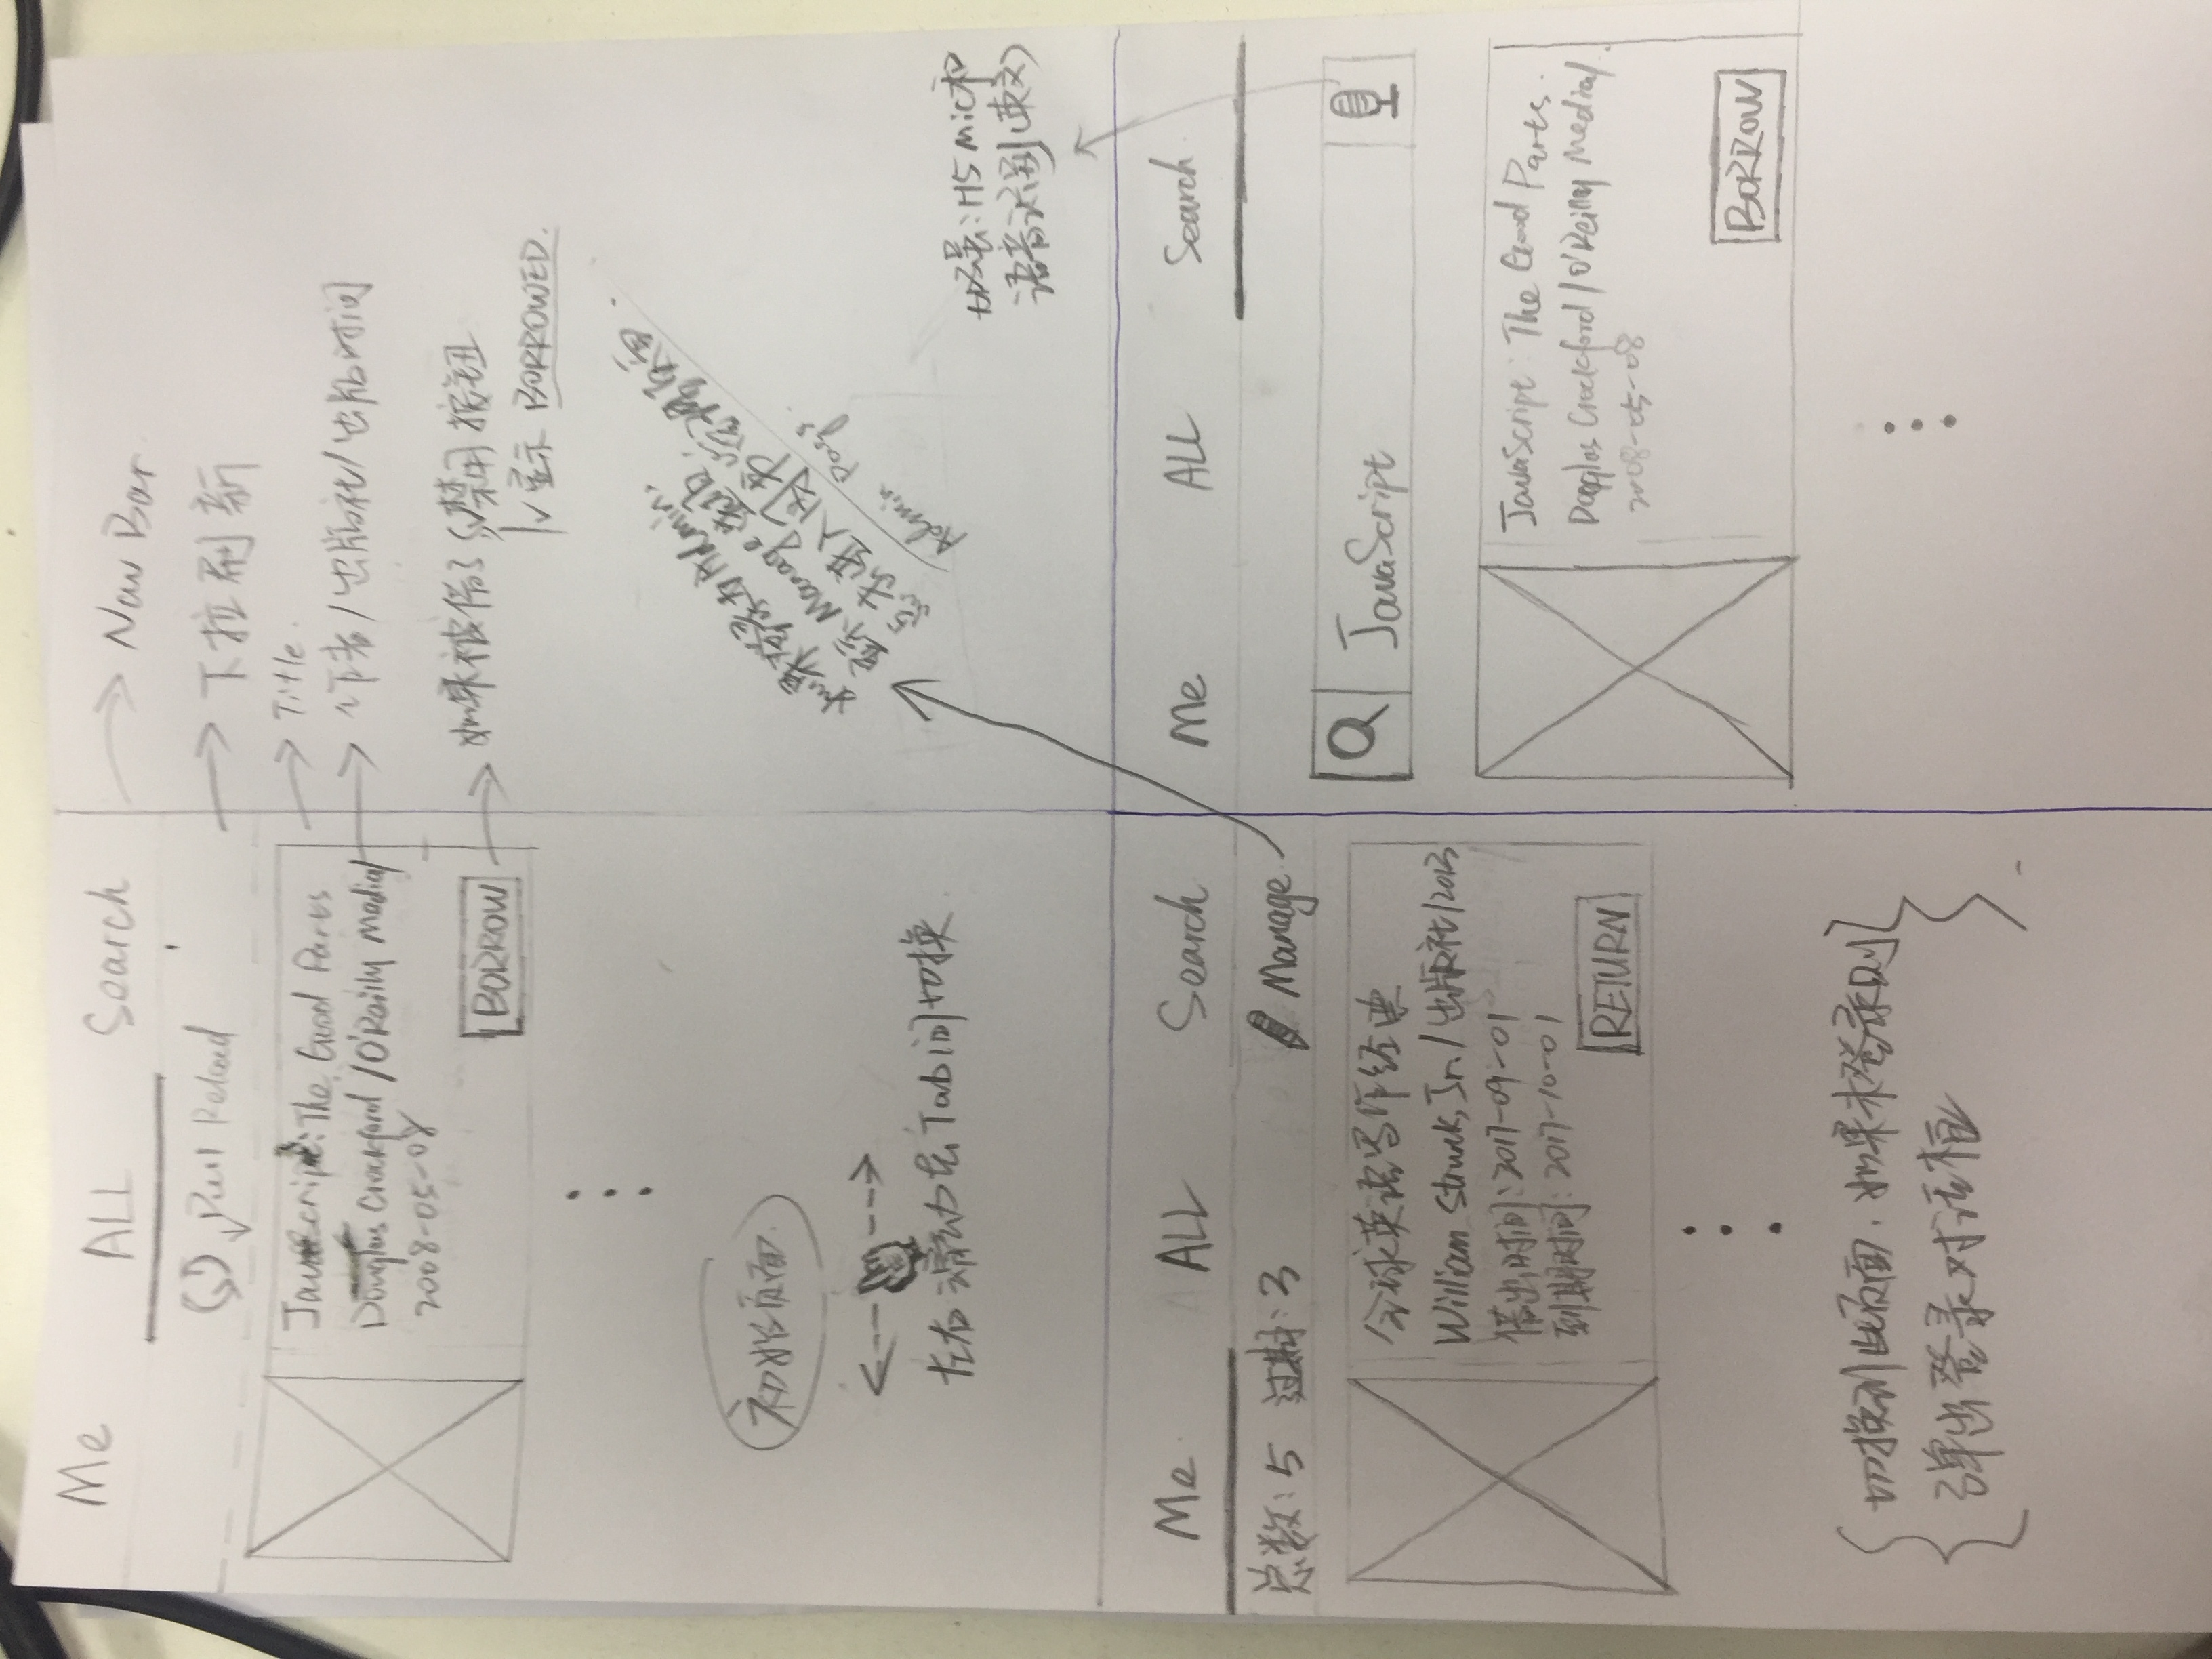 Me ALL Search
Pull Reload
JavaScript: The Good Parts
Douglas Crockford / O'Reilly Media/
2008-05-08
BORROW
初始页面.
左右滑动在Tab间切换
Nav Bar
下拉刷新
Title.
作者/出版社/出版时间
如果被借了 禁用按钮
显示 BORROWED.
如果登录为Admin,
显示Manage选项.
点击进入图书管理页面.
Admin Page.
加强:H5 Mic和
语音识别(英文)
Me ALL Search
总数:5 过期:3 Manage
全球英语写作经典
William Strunk, Jr. / 出版社/2013
借出时间:2017-09-01
到期时间:2017-10-01
RETURN
切换到此页面.如果未登录则
弹出登录对话框
Me ALL Search
JavaScript
JavaScript: The Good Parts.
Douglas Crockford / O'Reilly Media/.
2008-05-08
BORROW